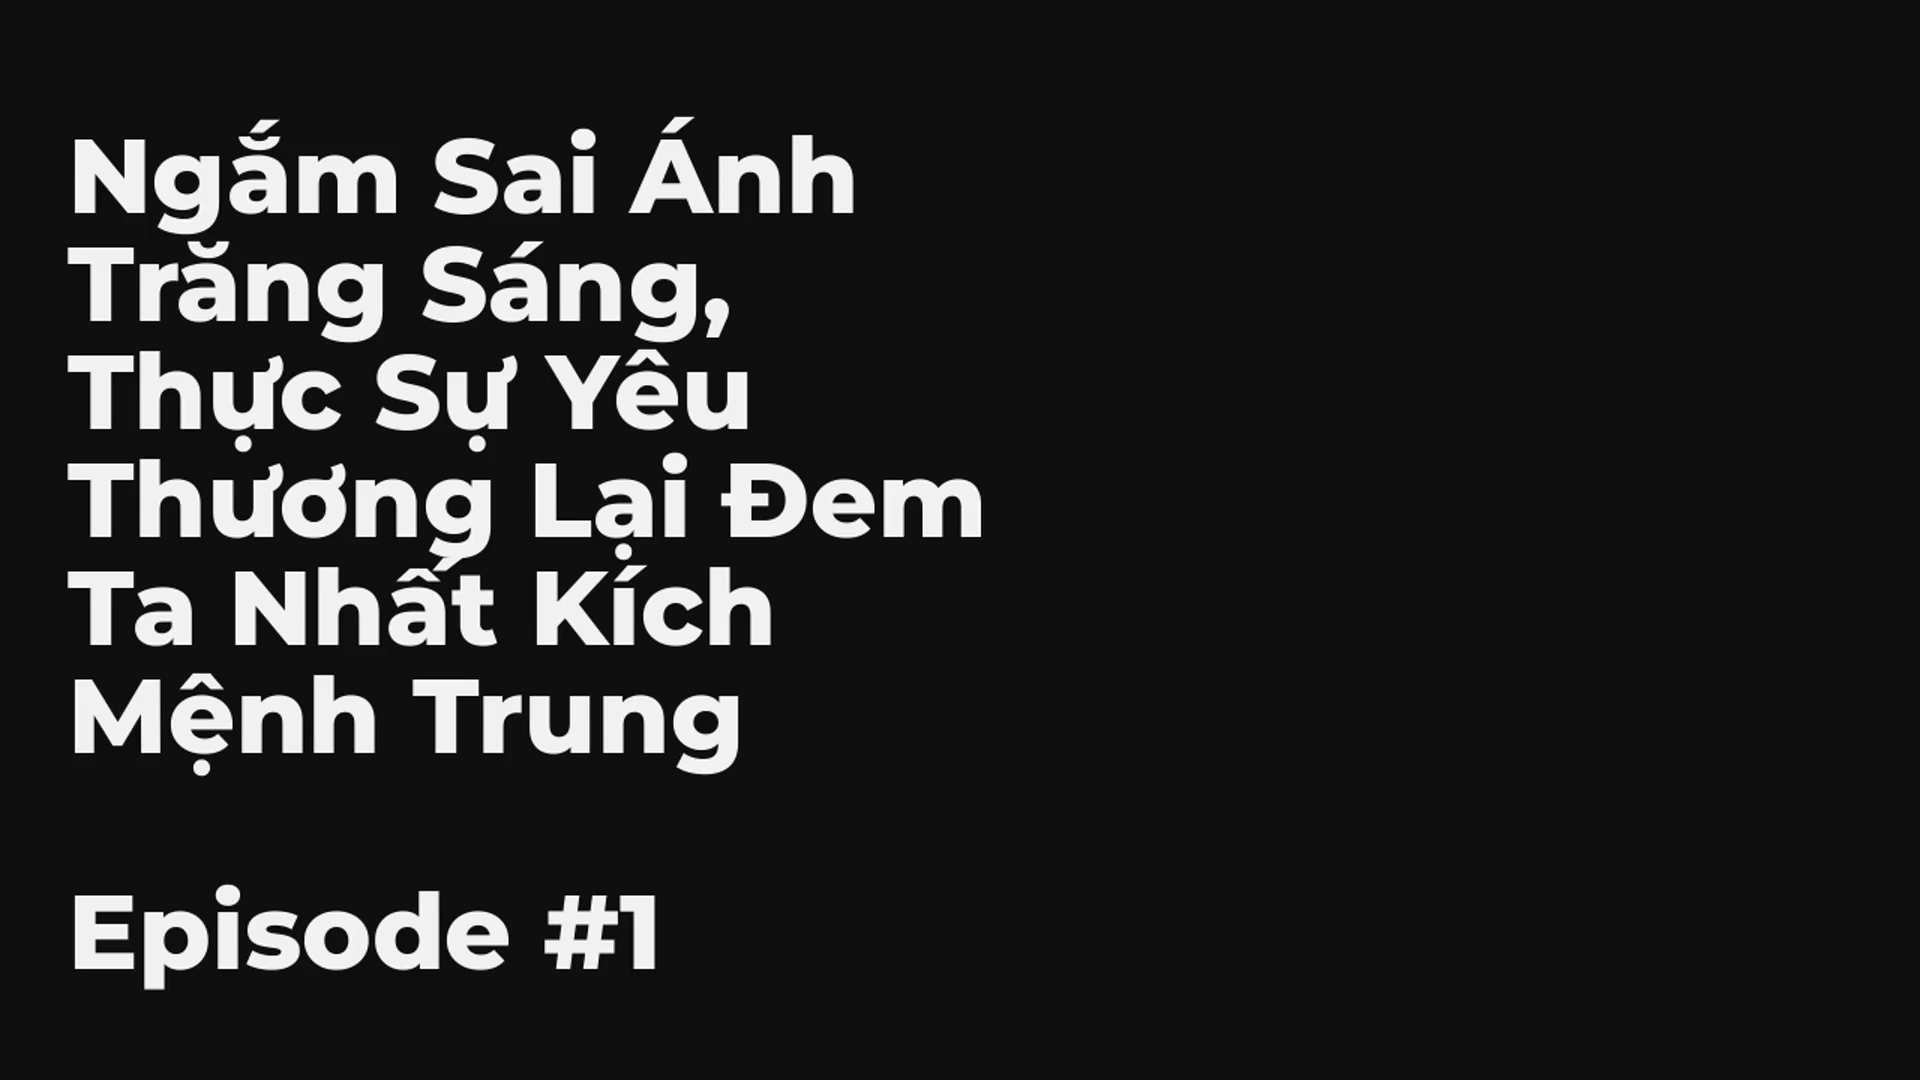 Ngắm Sai Ánh
Trăng Sáng,
Thực Sự Yêu
Thương Lại Đem
Ta Nhất Kích
Mệnh Trung
Episode #1